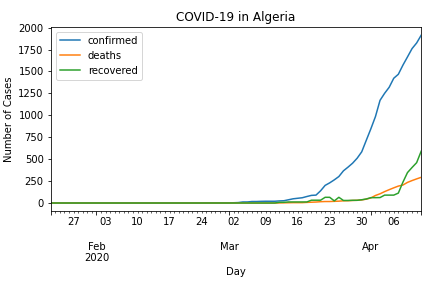 COVID-19 in Algeria
confirmed
deaths
recovered
Number of Cases
2000
1750
1500
1250
1000
750
500
250
0
27 03 10 17 24 02 09 16 23 30 06
Feb Mar Apr
2020
Day